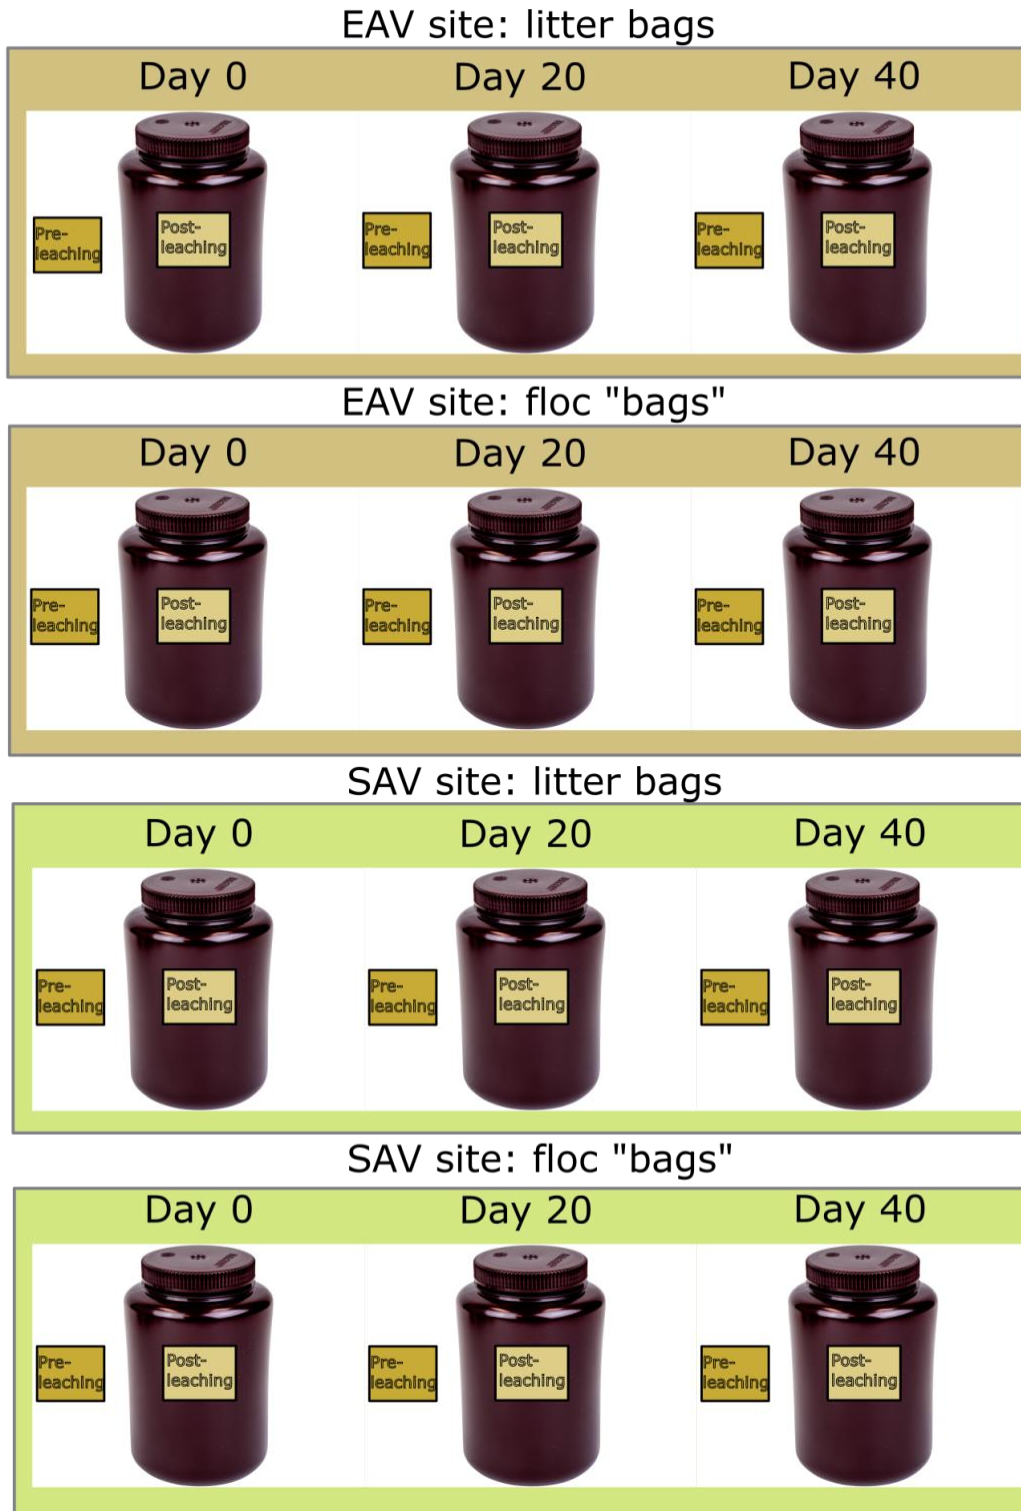 EAV site: litter bags
Day 0 Day 20 Day 40
Pre-
leaching
Post-
leaching
Pre-
leaching
Post-
leaching
Pre-
leaching
Post-
leaching
EAV site: floc "bags"
Day 0 Day 20 Day 40
Pre-
leaching
Post-
leaching
Pre-
leaching
Post-
leaching
Pre-
leaching
Post-
leaching
SAV site: litter bags
Day 0 Day 20 Day 40
Pre-
leaching
Post-
leaching
Pre-
leaching
Post-
leaching
Pre-
leaching
Post-
leaching
SAV site: floc "bags"
Day 0 Day 20 Day 40
Pre-
leaching
Post-
leaching
Pre-
leaching
Post-
leaching
Pre-
leaching
Post-
leaching